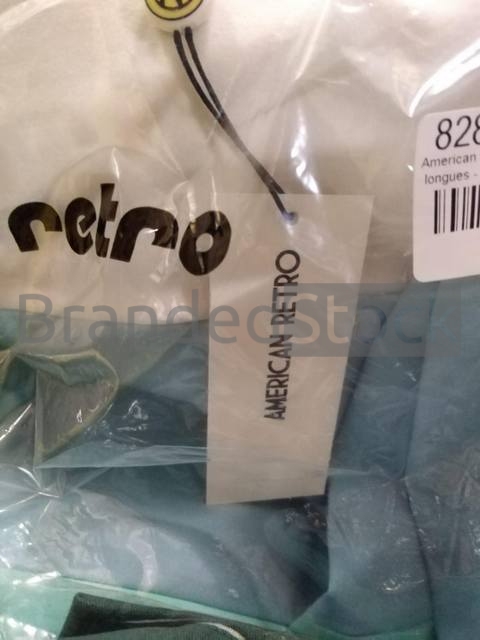 828
American
longues -
retro
AMERICAN RETRO
BrandedStoc